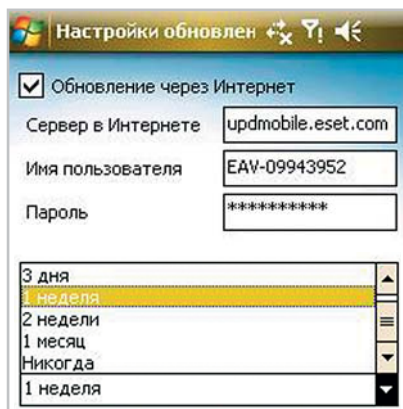 Настройки обновлен
Обновление через Интернет
Сервер в Интернете updmobile.eset.com
Имя пользователя EAV-09943952
Пароль **********
3 дня
1 неделя
2 недели
1 месяц
Никогда
1 неделя